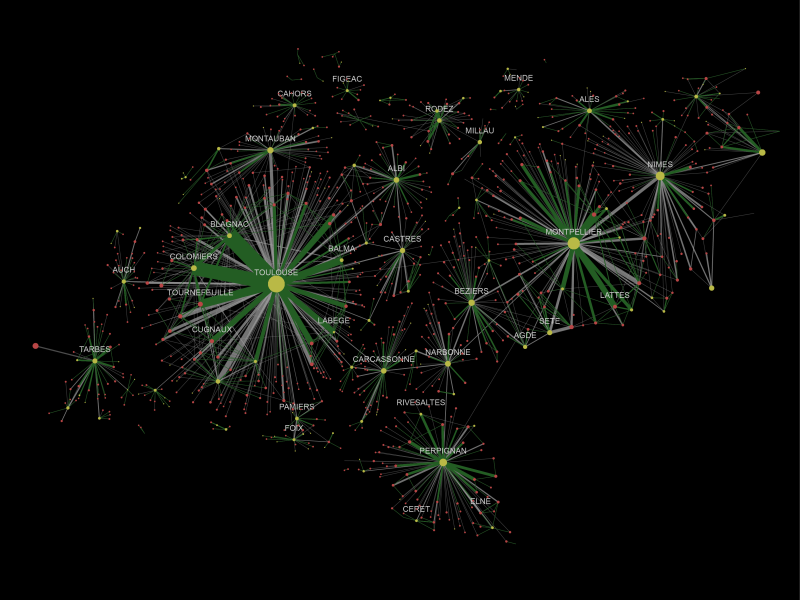 FIGEAC
MENDE
CAHORS
ALES
RODEZ
MILLAU
MONTAUBAN
NIMES
ALBI
BLAGNAC
MONTPELLIER
CASTRES
BALMA
COLOMIERS
AUCH
TOULOUSE
TOURNEFEUILLE
BEZIERS
LATTES
LABEGE
SETE
CUGNAUX
AGDE
TARBES
NARBONNE
CARCASSONNE
RIVESALTES
PAMIERS
FOIX
PERPIGNAN
ELNE
CERET